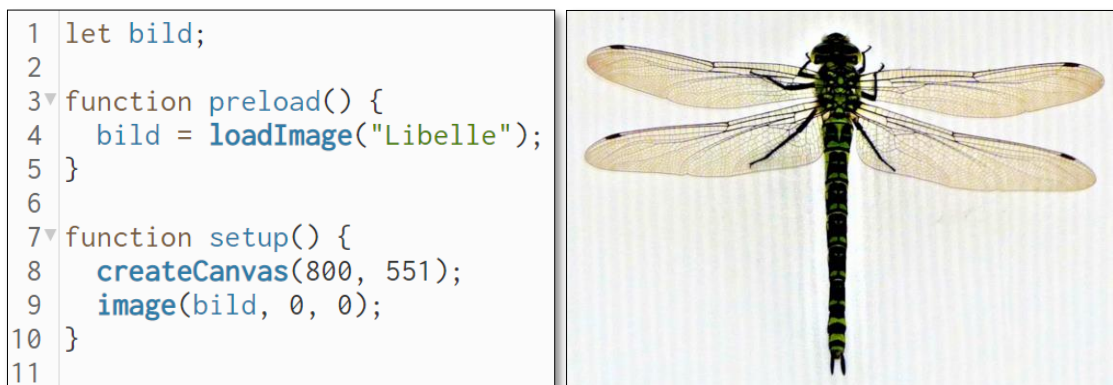 1 let bild;
2
3 function preload() {
4 bild = loadImage("Libelle");
5 }
6
7 function setup() {
8 createCanvas(800, 551);
9 image(bild, 0, 0);
10 }
11